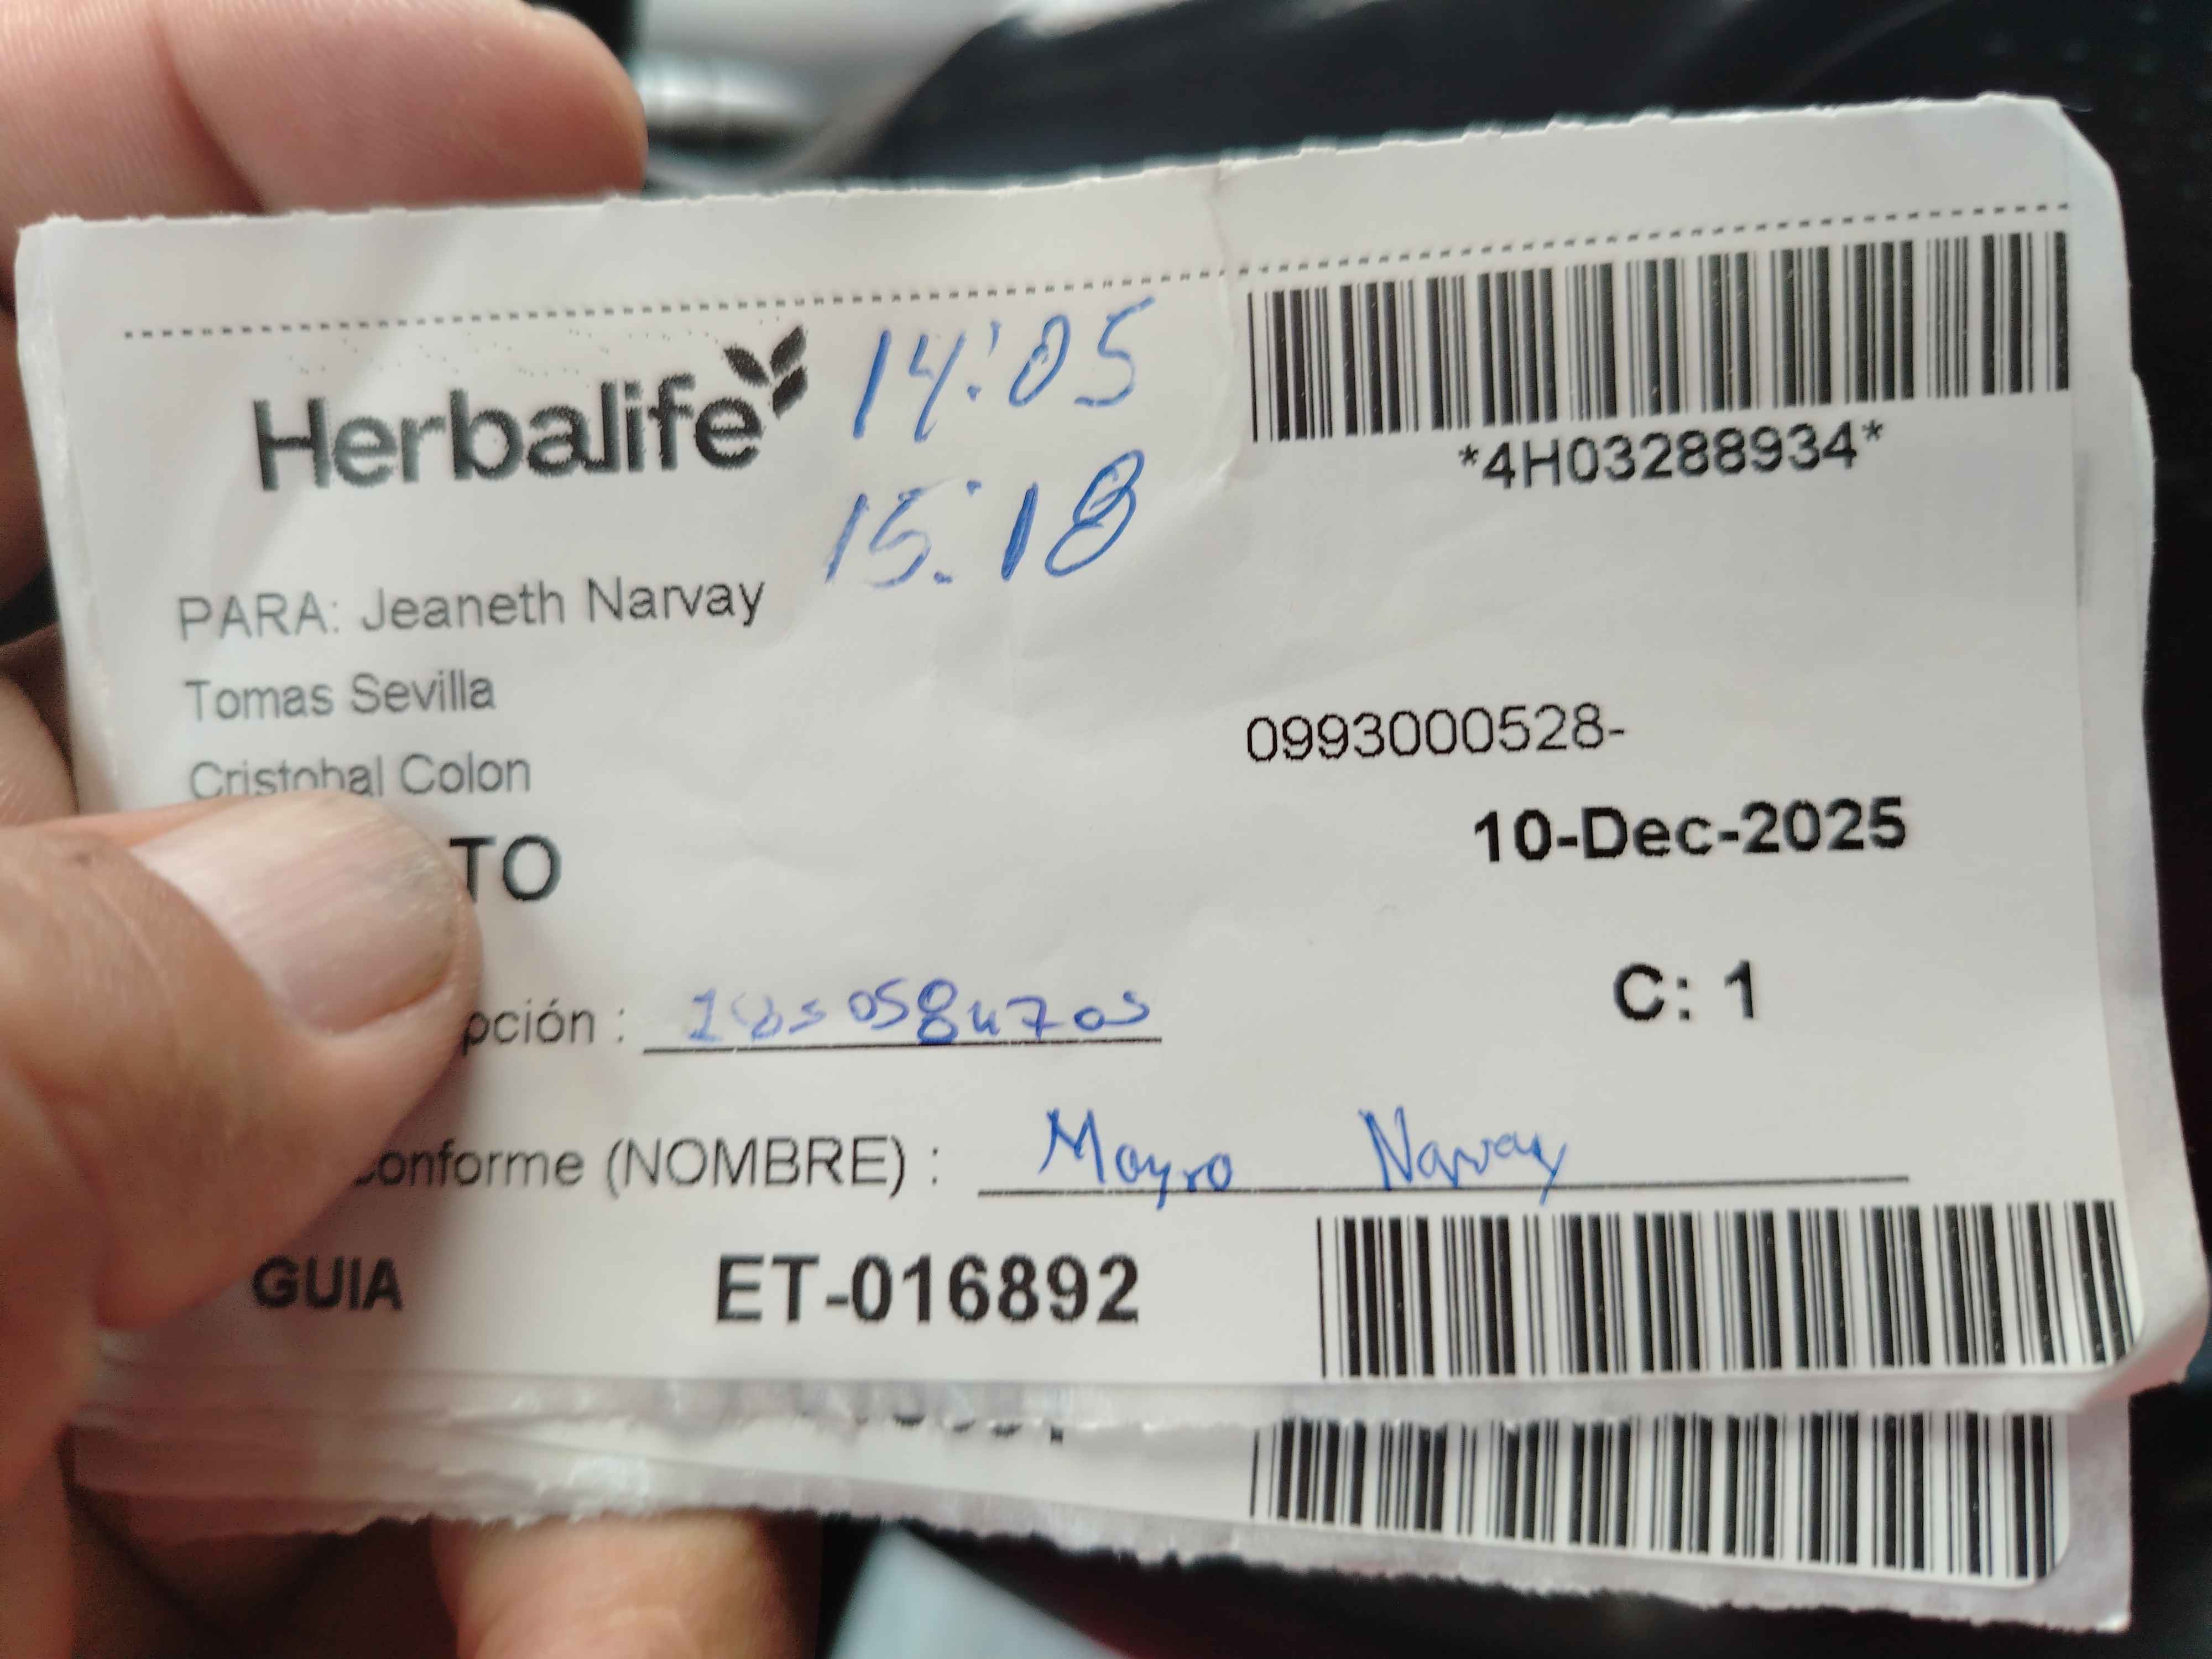 Herbalife
14:05
15:18
*4H03288934*
PARA: Jeaneth Narvay
Tomas Sevilla
Cristobal Colon
0993000528-
TO
10-Dec-2025
C: 1
pción :
conforme (NOMBRE) : Mayra Narvay
GUIA ET-016892